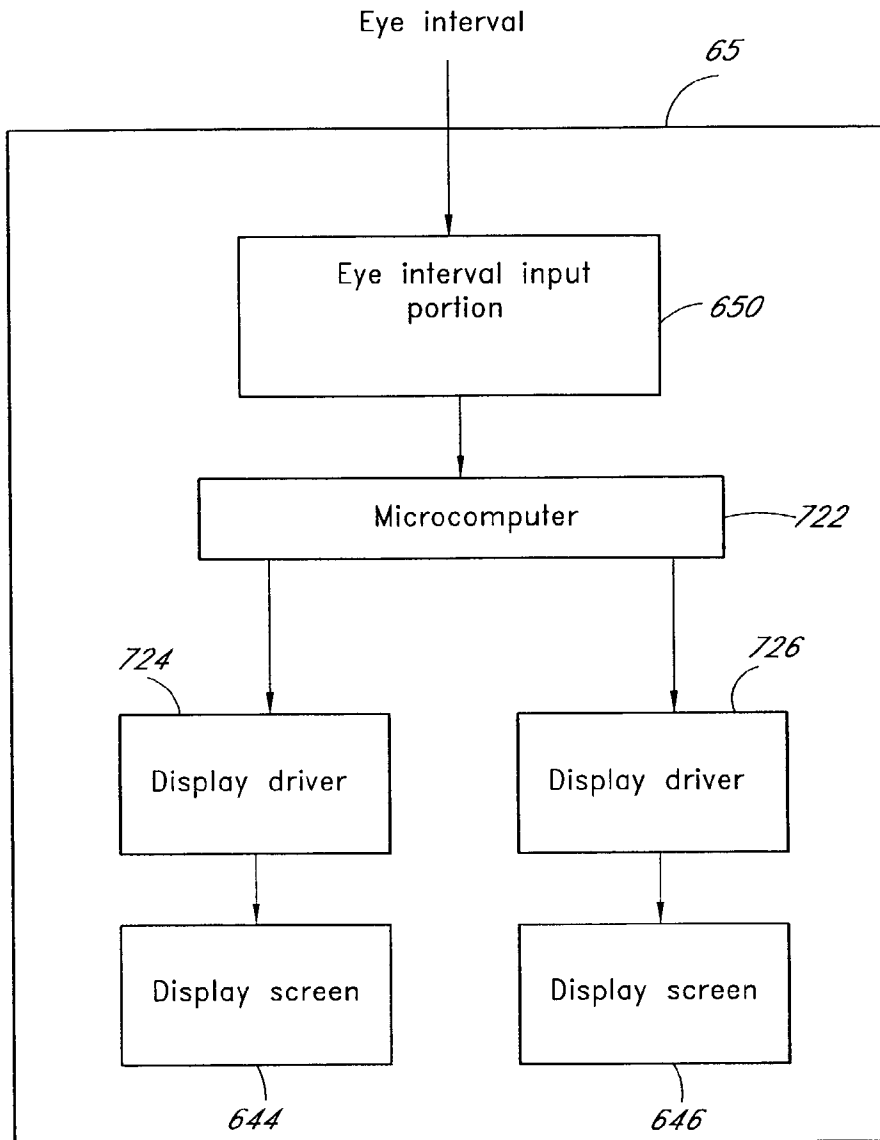 Eye interval
65
Eye interval input
portion
650
Microcomputer
722
724
726
Display driver
Display driver
Display screen
Display screen
644
646